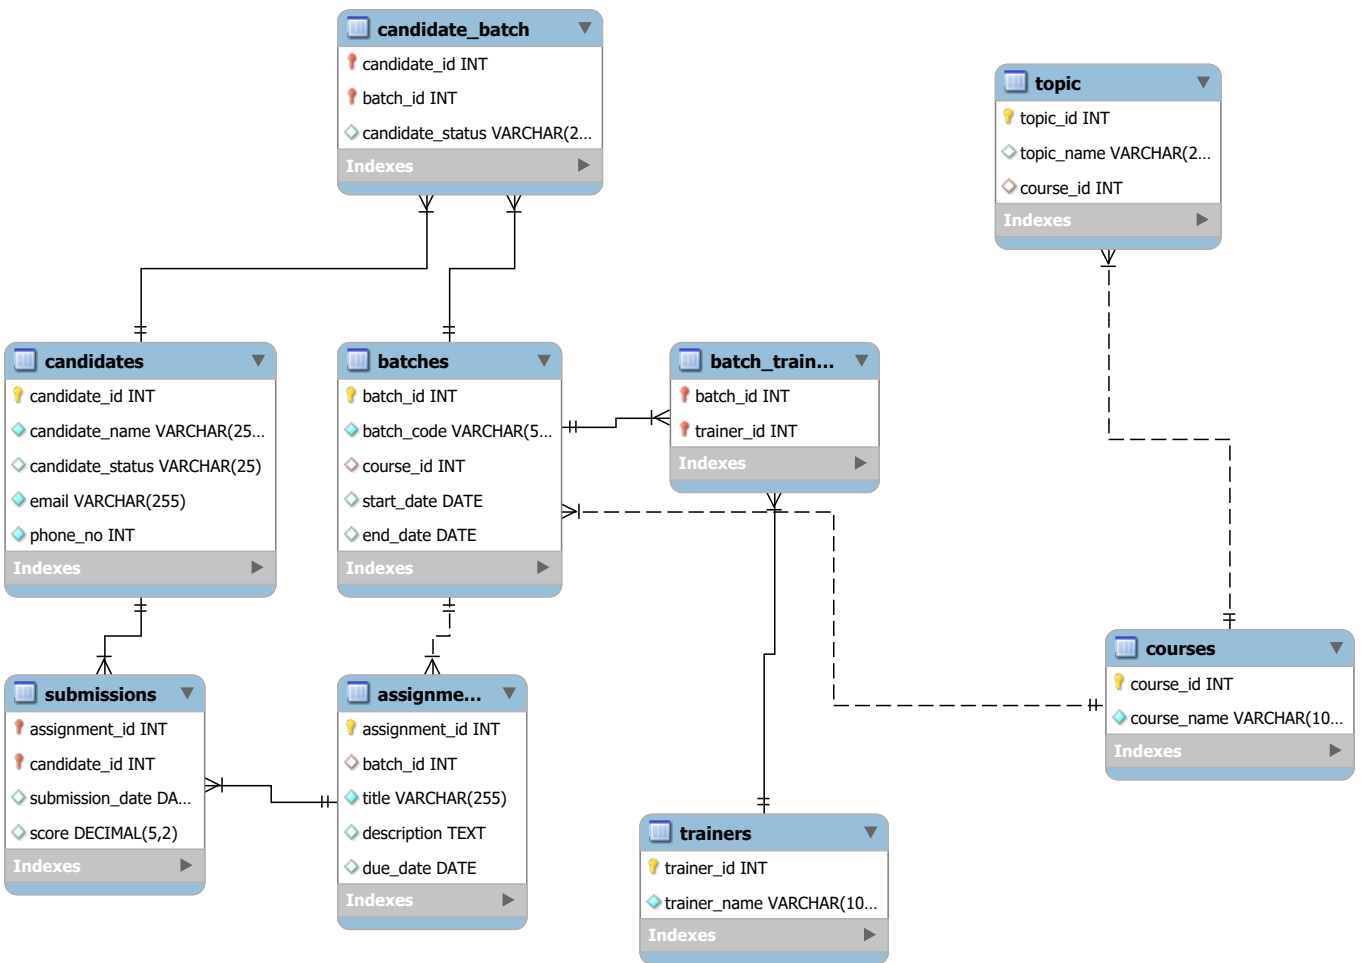 candidate_batch
candidate_id INT
batch_id INT
candidate_status VARCHAR(2...
Indexes
topic
topic_id INT
topic_name VARCHAR(2...
course_id INT
Indexes
candidates
candidate_id INT
candidate_name VARCHAR(25...
candidate_status VARCHAR(25)
email VARCHAR(255)
phone_no INT
Indexes
batches
batch_id INT
batch_code VARCHAR(5...
course_id INT
start_date DATE
end_date DATE
Indexes
batch_train...
batch_id INT
trainer_id INT
Indexes
submissions
assignment_id INT
candidate_id INT
submission_date DA...
score DECIMAL(5,2)
Indexes
assignme...
assignment_id INT
batch_id INT
title VARCHAR(255)
description TEXT
due_date DATE
Indexes
trainers
trainer_id INT
trainer_name VARCHAR(10...
Indexes
courses
course_id INT
course_name VARCHAR(10...
Indexes